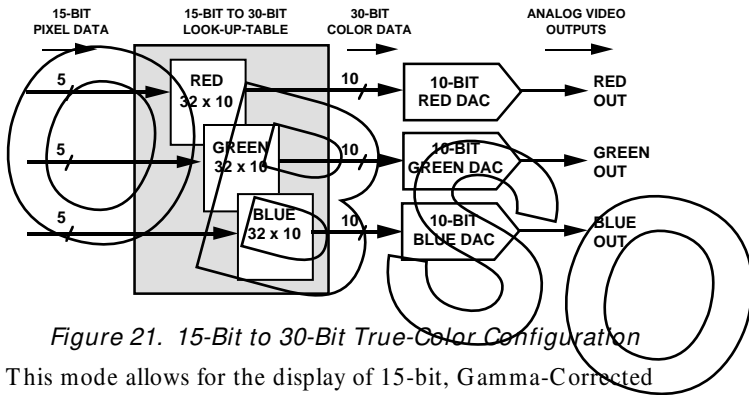 15-BIT PIXEL DATA
15-BIT TO 30-BIT LOOK-UP-TABLE
30-BIT COLOR DATA
ANALOG VIDEO OUTPUTS
5
RED
32 x 10
10
10-BIT
RED DAC
RED
OUT
5
GREEN
32 x 10
10
10-BIT
GREEN DAC
GREEN
OUT
5
BLUE
32 x 10
10
10-BIT
BLUE DAC
BLUE
OUT
OBSO
Figure 21. 15-Bit to 30-Bit True-Color Configuration
This mode allows for the display of 15-bit, Gamma-Corrected